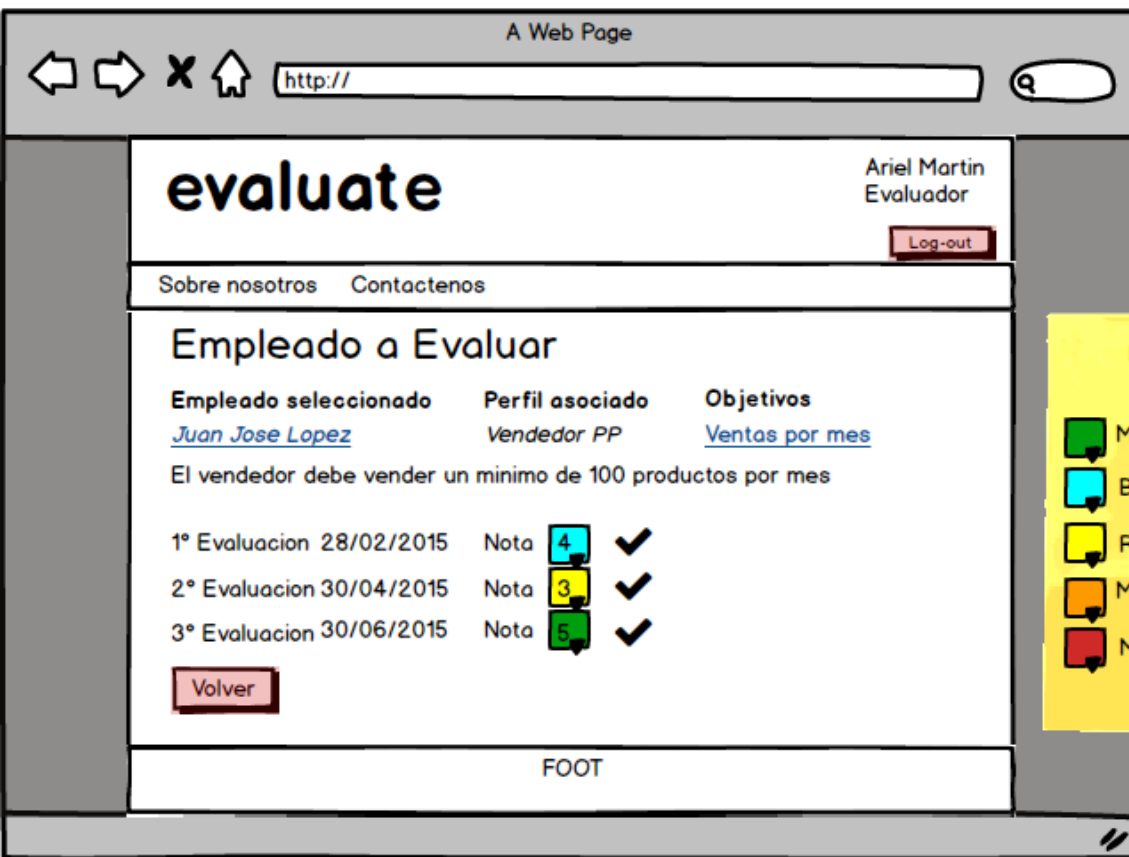 A Web Page
http://
evaluate
Ariel Martin
Evaluador
Log-out
Sobre nosotros Contactenos
Empleado a Evaluar
Empleado seleccionado Perfil asociado Objetivos
Juan Jose Lopez Vendedor PP Ventas por mes
El vendedor debe vender un minimo de 100 productos por mes
1° Evaluacion 28/02/2015 Nota 4
2° Evaluacion 30/04/2015 Nota 3
3° Evaluacion 30/06/2015 Nota 5
Volver
FOOT